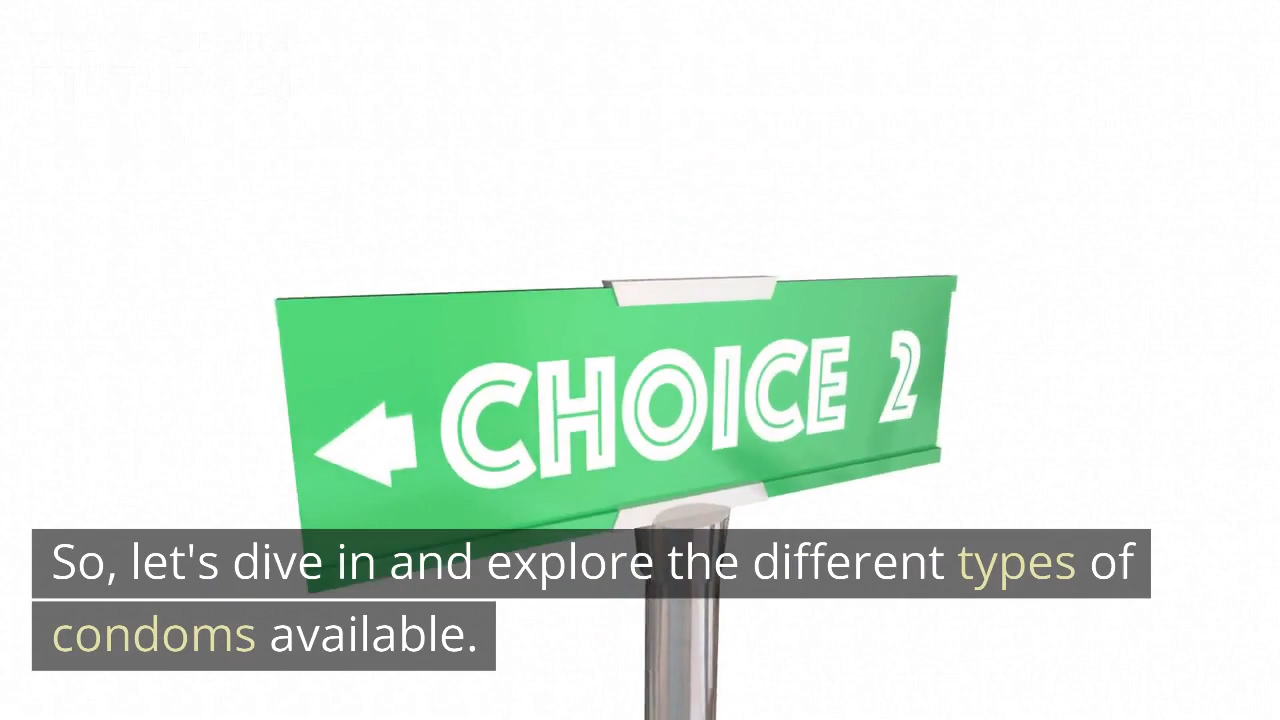 CHOICE 2
So, let's dive in and explore the different types of
condoms available.